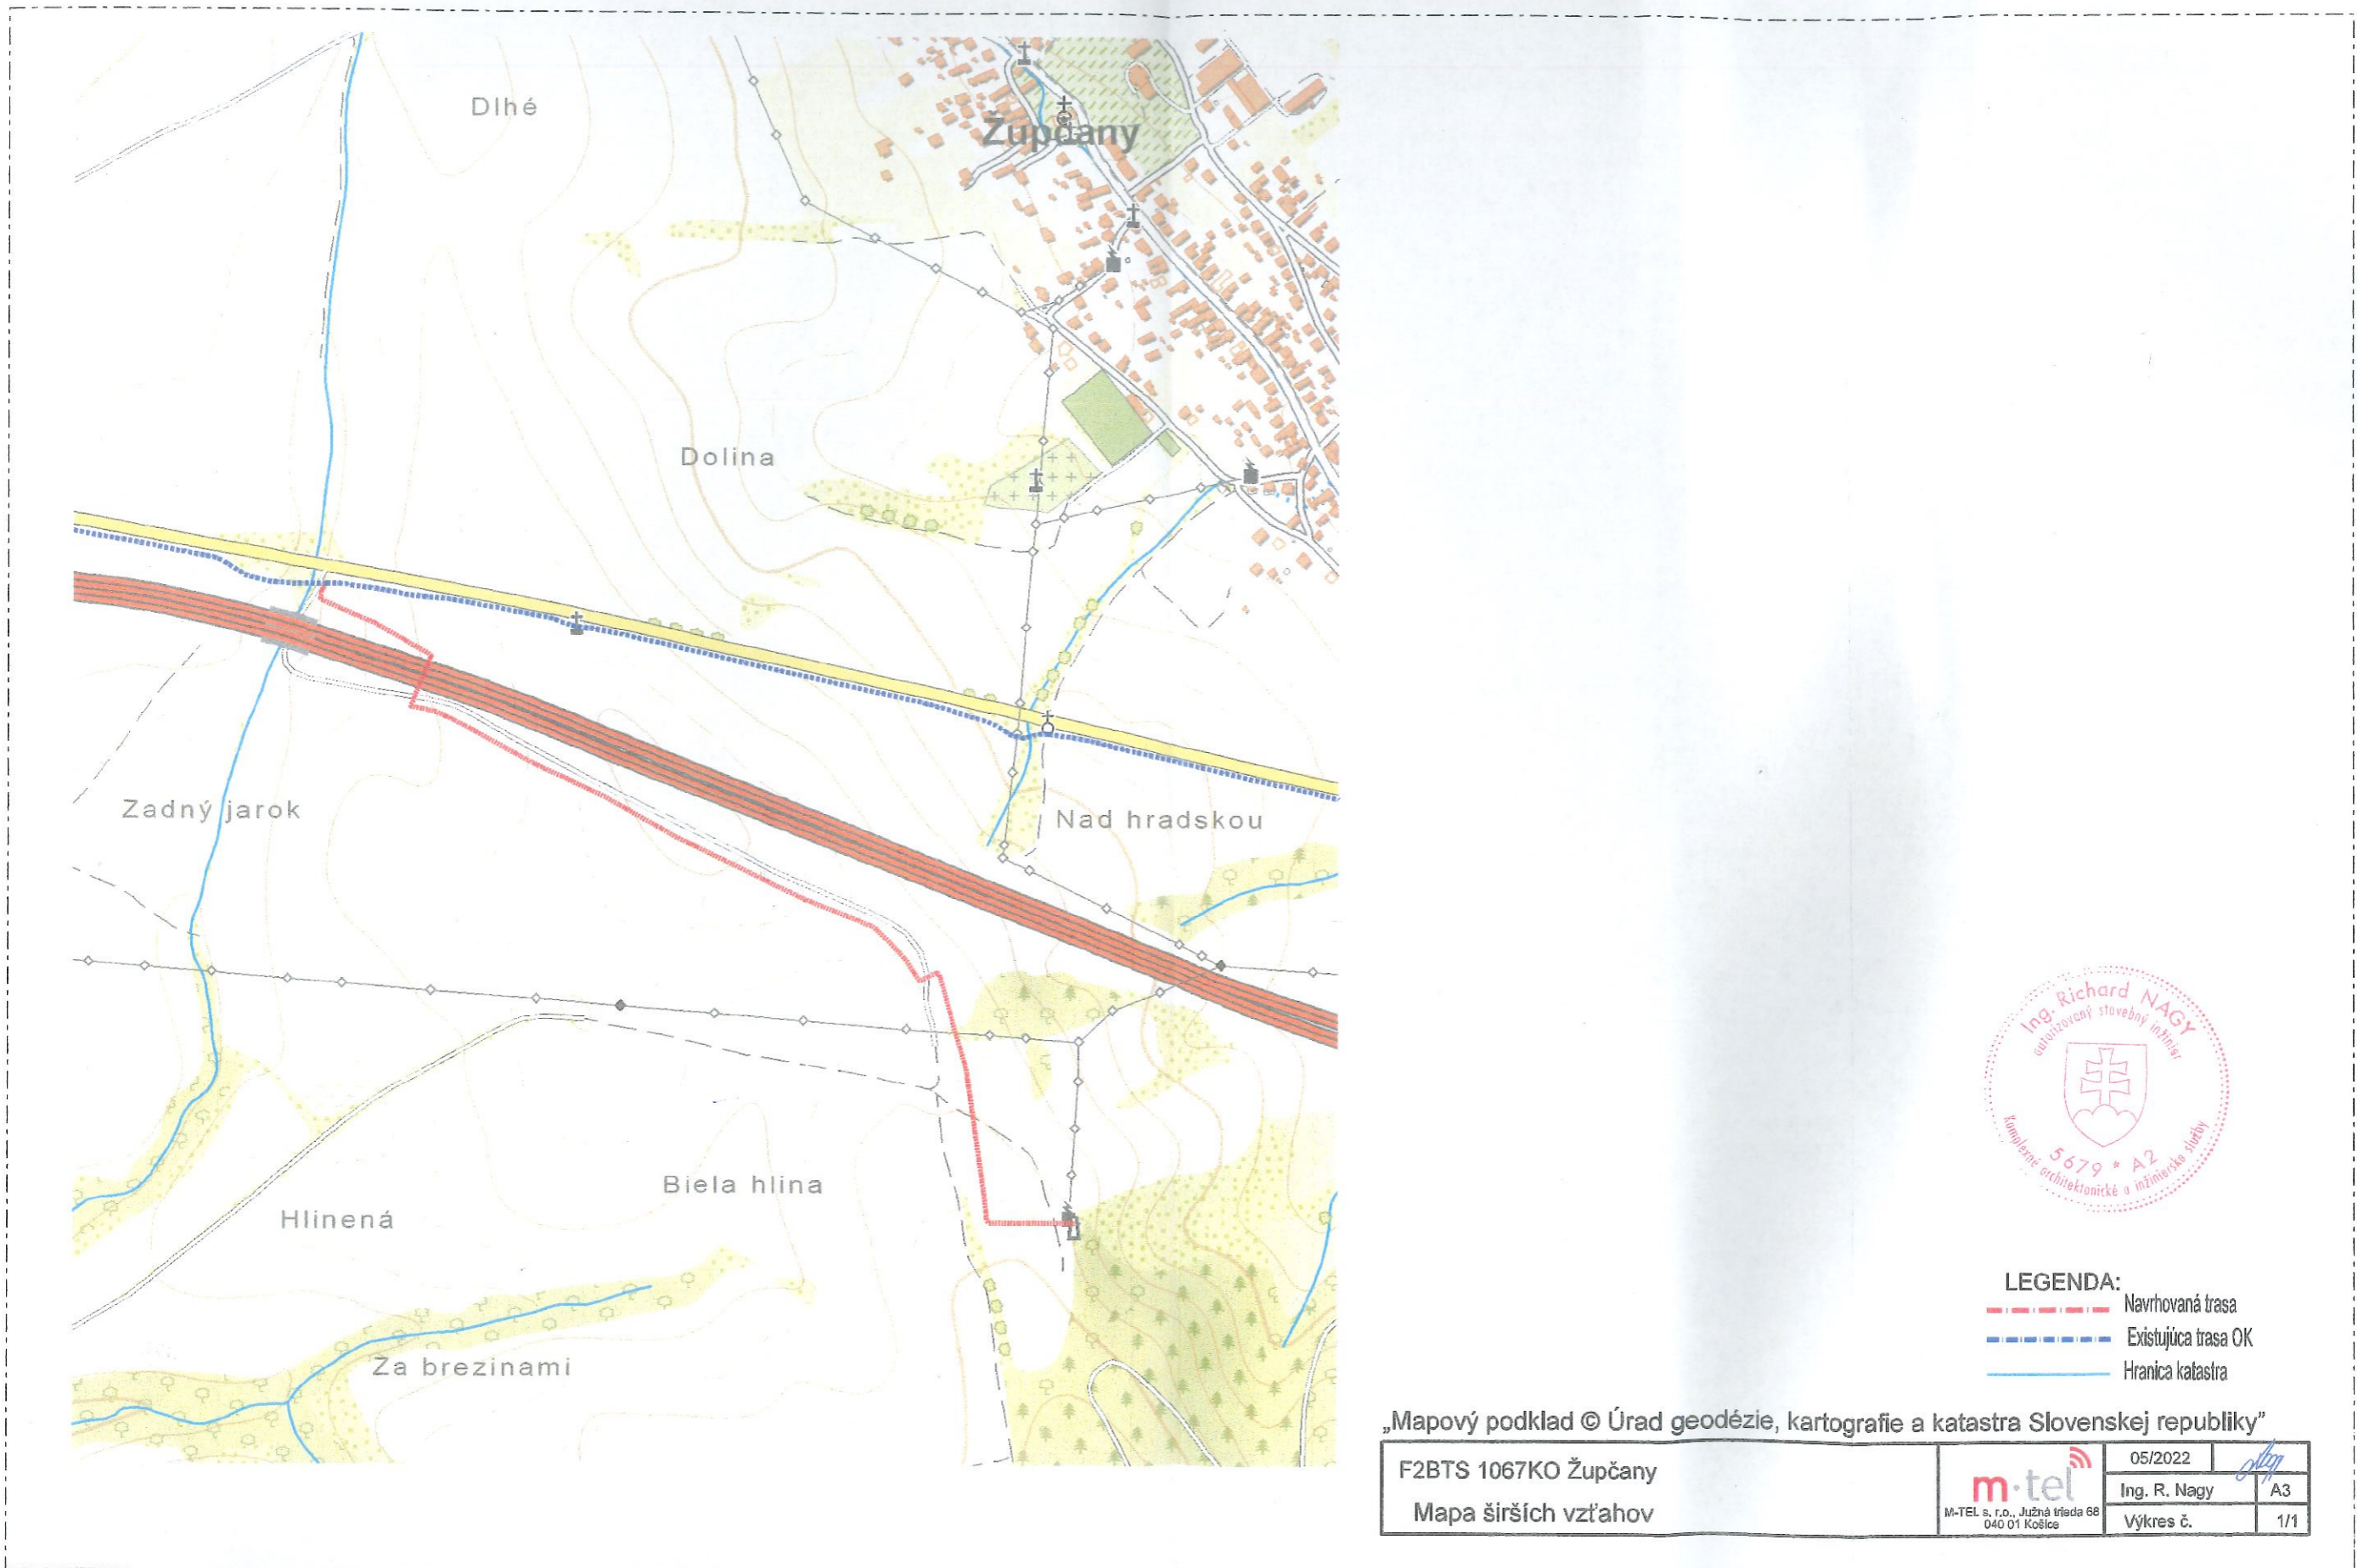 Dlhé
Župčany
Dolina
Zadný jarok
Nad hradskou
Biela hlina
Hlinená
Za brezinami
Ing. Richard NAGY
autorizovaný stavebný inžinier
5679 * A2
Komplexné architektonické a inžinierske služby
LEGENDA:
Navrhovaná trasa
Existujúca trasa OK
Hranica katastra
„Mapový podklad © Úrad geodézie, kartografie a katastra Slovenskej republiky”
F2BTS 1067KO Župčany
Mapa širších vzťahov
m·tel
M-TEL s. r.o., Južná trieda 68
040 01 Košice
05/2022
Ing. R. Nagy
A3
Výkres č.
1/1